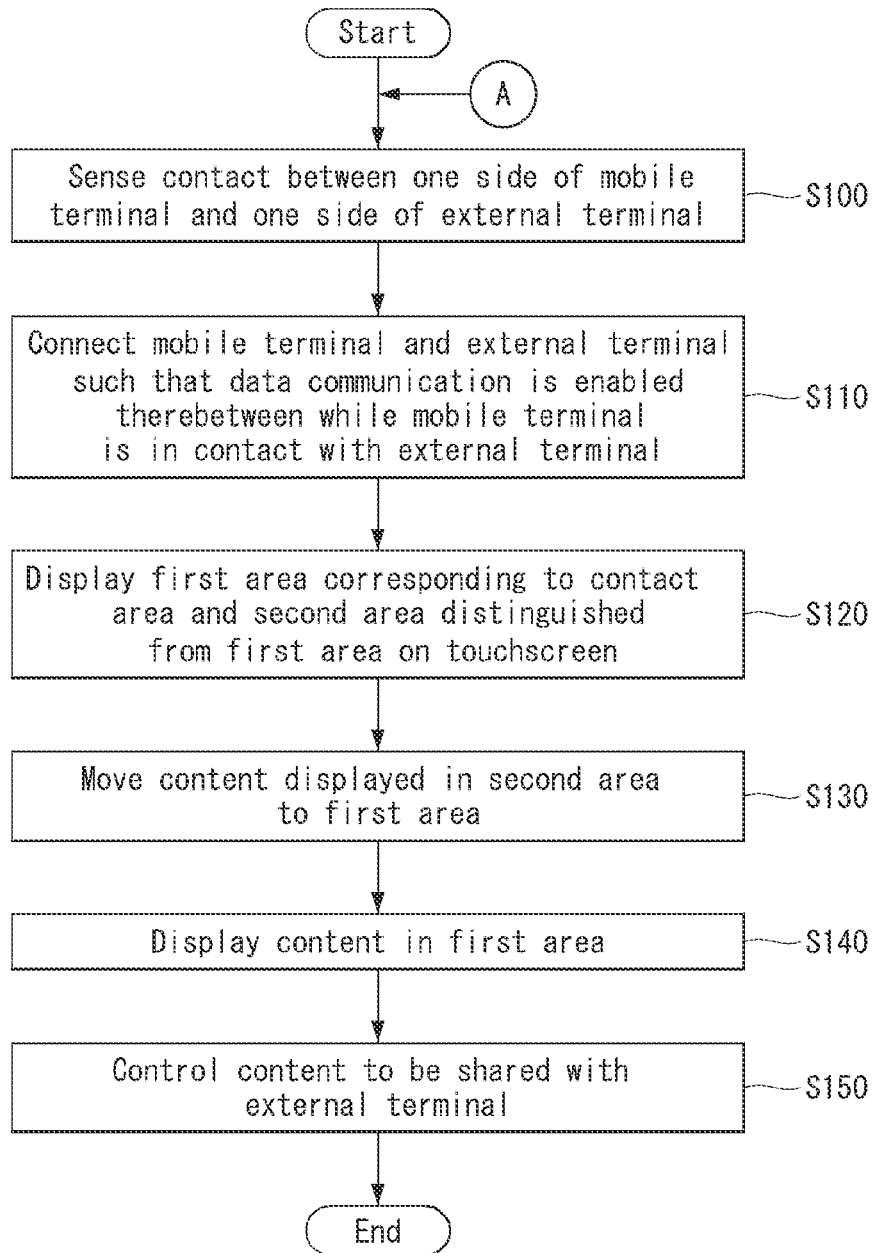 Start
A
Sense contact between one side of mobile
terminal and one side of external terminal
S100
Connect mobile terminal and external terminal
such that data communication is enabled
therebetween while mobile terminal
is in contact with external terminal
S110
Display first area corresponding to contact
area and second area distinguished
from first area on touchscreen
S120
Move content displayed in second area
to first area
S130
Display content in first area
S140
Control content to be shared with
external terminal
S150
End